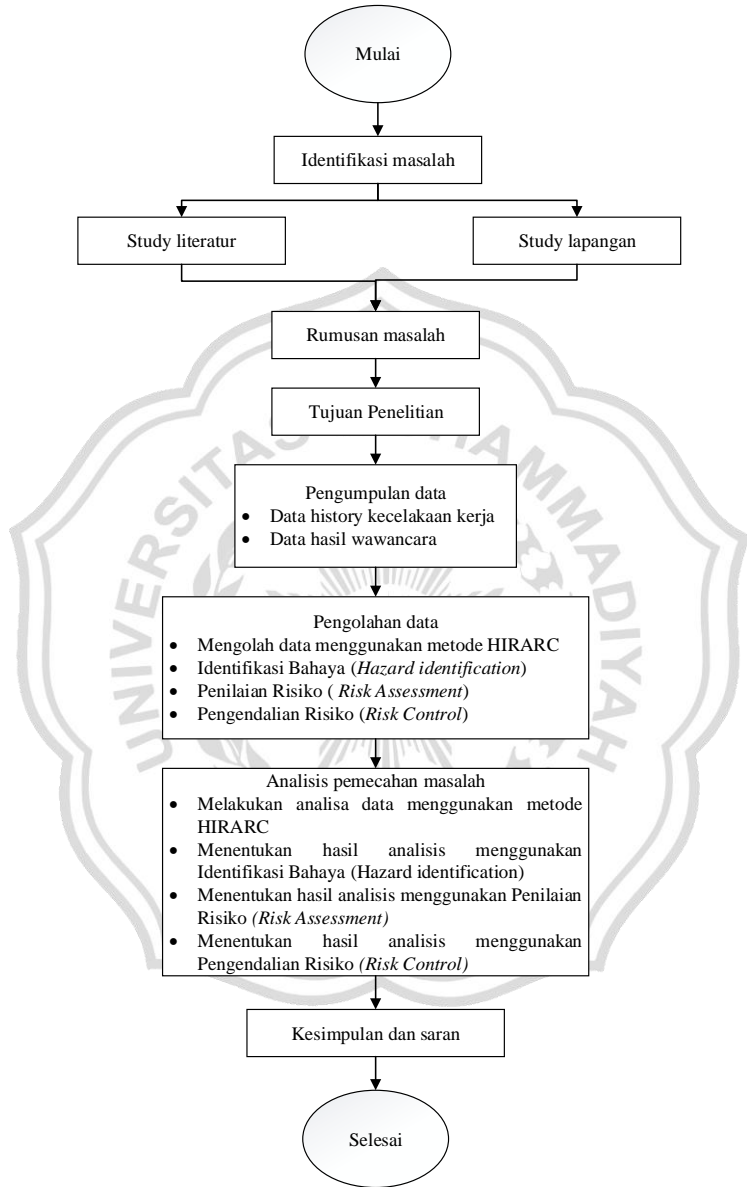 Mulai
Identifikasi masalah
Study literatur
Study lapangan
Rumusan masalah
Tujuan Penelitian
Pengumpulan data
• Data history kecelakaan kerja
• Data hasil wawancara
Pengolahan data
• Mengolah data menggunakan metode HIRARC
• Identifikasi Bahaya (Hazard identification)
• Penilaian Risiko ( Risk Assessment)
• Pengendalian Risiko (Risk Control)
Analisis pemecahan masalah
• Melakukan analisa data menggunakan metode
HIRARC
• Menentukan hasil analisis menggunakan
Identifikasi Bahaya (Hazard identification)
• Menentukan hasil analisis menggunakan Penilaian
Risiko (Risk Assessment)
• Menentukan hasil analisis menggunakan
Pengendalian Risiko (Risk Control)
Kesimpulan dan saran
Selesai
UNIVERSITAS MUHAMMADIYAH